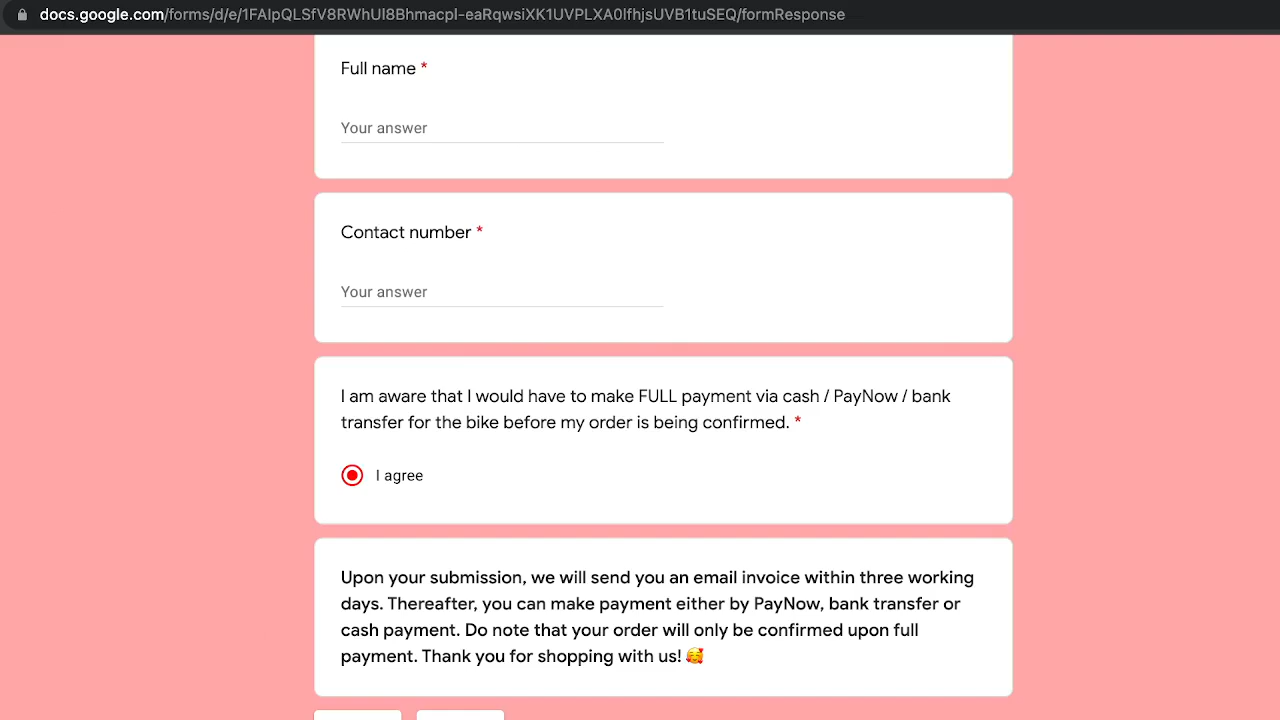 docs.google.com/forms/d/e/1FAIpQLSfV8RWhUI8Bhmacpl-eaRqwsiXK1UVPLXA0IfhjsUVB1tuSEQ/formResponse
Full name *
Your answer
Contact number *
Your answer
I am aware that I would have to make FULL payment via cash / PayNow / bank
transfer for the bike before my order is being confirmed. *
I agree
Upon your submission, we will send you an email invoice within three working
days. Thereafter, you can make payment either by PayNow, bank transfer or
cash payment. Do note that your order will only be confirmed upon full
payment. Thank you for shopping with us! 🥰